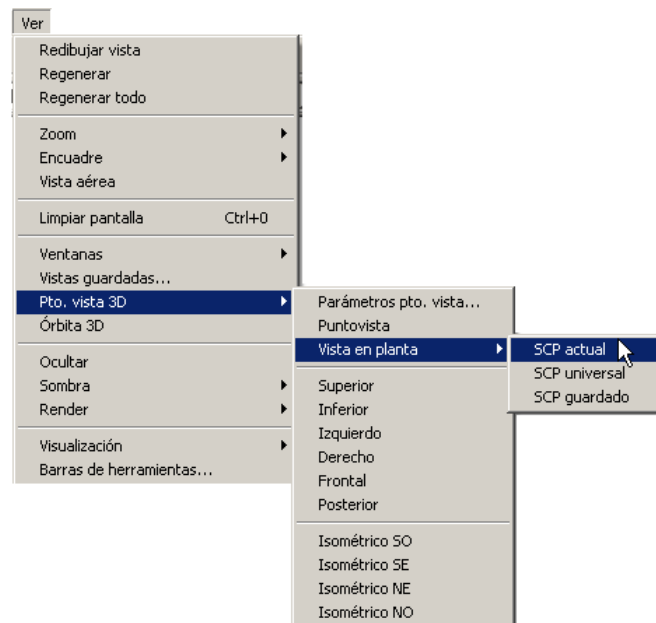 Ver
Redibujar vista
Regenerar
Regenerar todo
Zoom
Encuadre
Vista aérea
Limpiar pantalla Ctrl+0
Ventanas
Vistas guardadas...
Pto. vista 3D
Órbita 3D
Ocultar
Sombra
Render
Visualización
Barras de herramientas...
Parámetros pto. vista...
Puntovista
Vista en planta
Superior
Inferior
Izquierdo
Derecho
Frontal
Posterior
Isométrico SO
Isométrico SE
Isométrico NE
Isométrico NO
SCP actual
SCP universal
SCP guardado